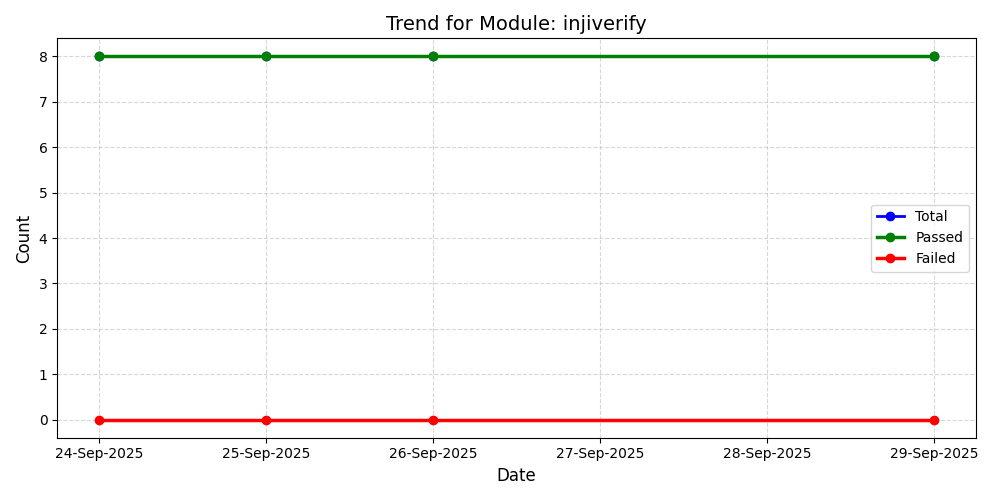 Trend for Module: injiverify
Count
8
7
6
5
4
3
2
1
0
Total
Passed
Failed
24-Sep-2025 25-Sep-2025 26-Sep-2025 27-Sep-2025 28-Sep-2025 29-Sep-2025
Date